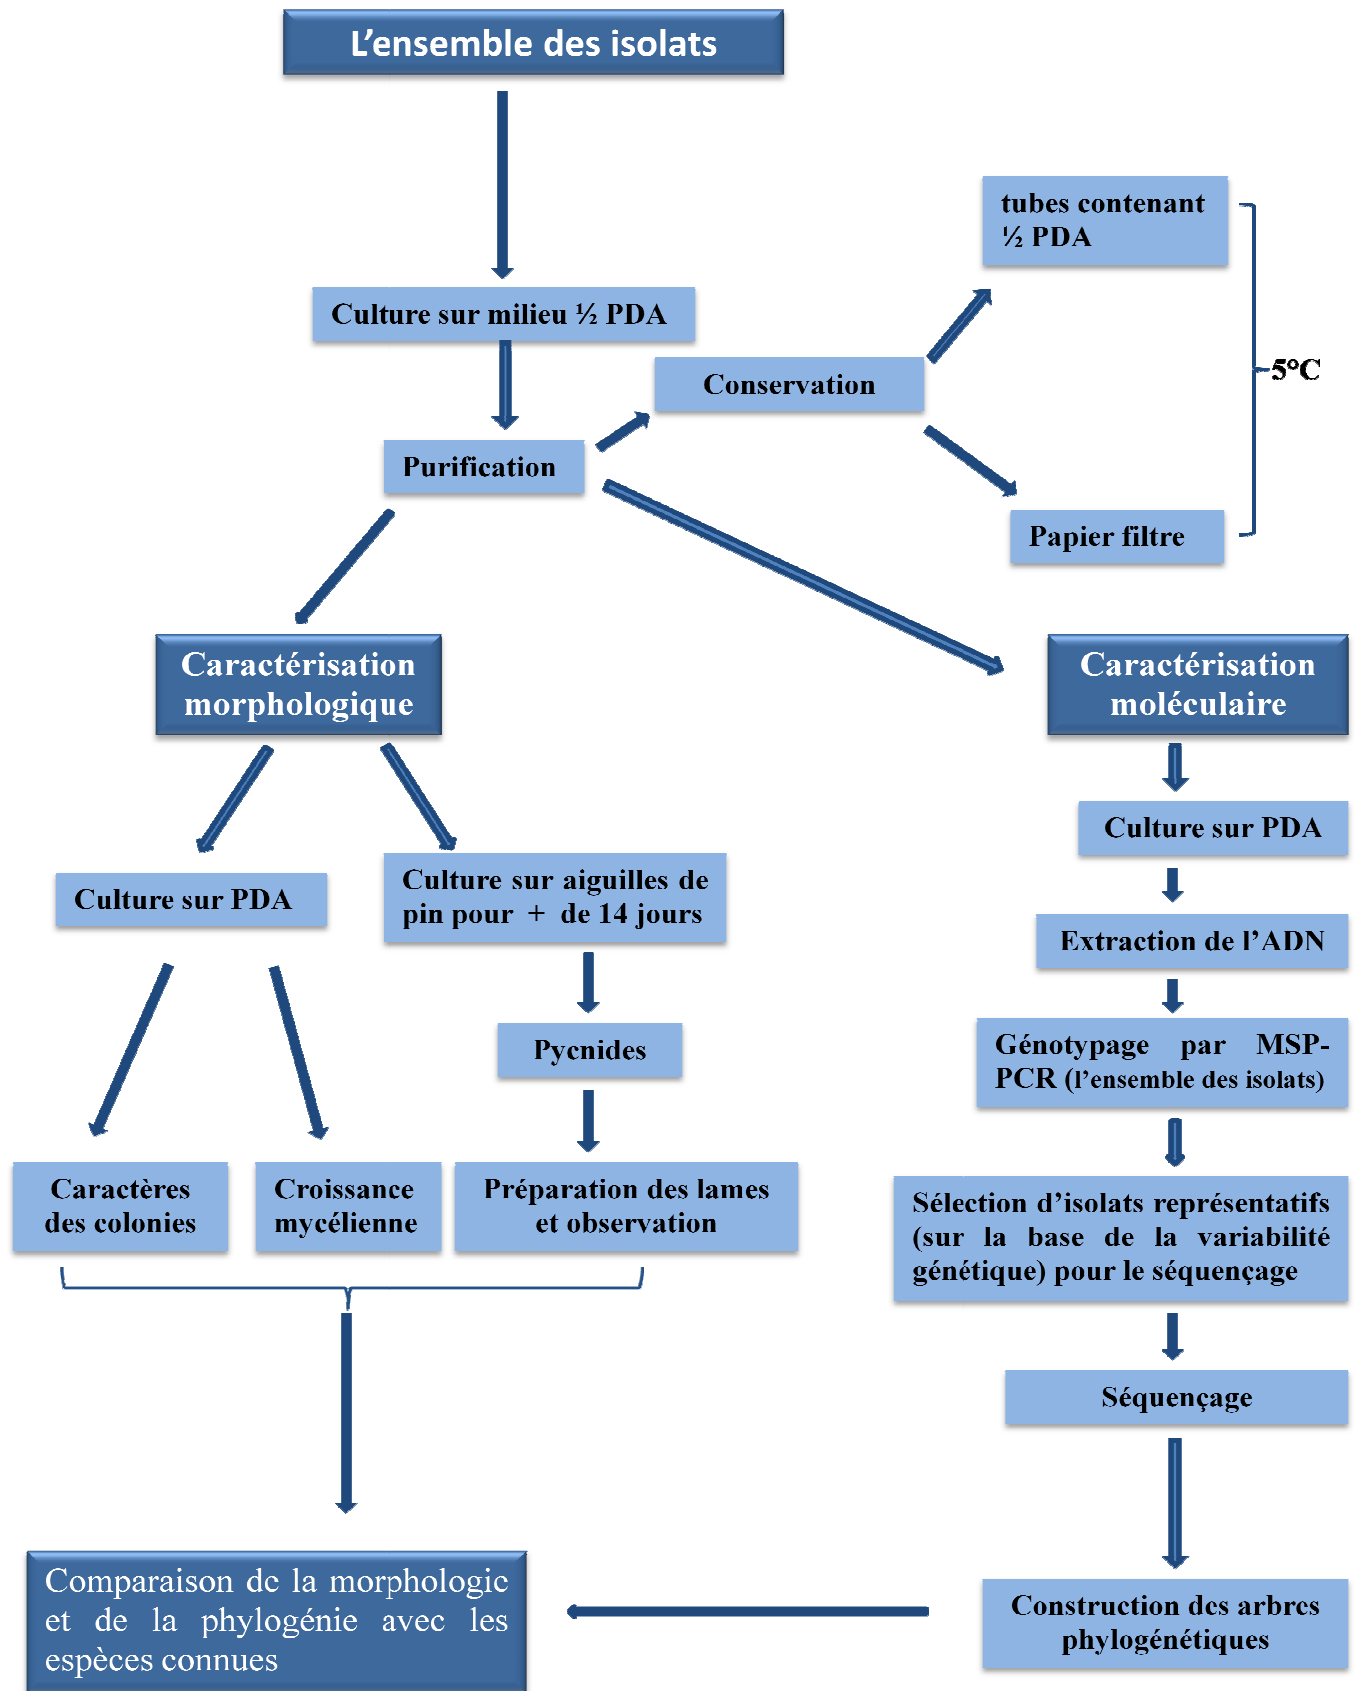 L'ensemble des isolats
tubes contenant
½ PDA
Culture sur milieu ½ PDA
Conservation
5°C
Purification
Papier filtre
Caractérisation
morphologique
Caractérisation
moléculaire
Culture sur PDA
Culture sur aiguilles de
pin pour + de 14 jours
Culture sur PDA
Extraction de l'ADN
Pycnides
Génotypage par MSP-
PCR (l'ensemble des isolats)
Caractères
des colonies
Croissance
mycélienne
Préparation des lames
et observation
Sélection d'isolats représentatifs
(sur la base de la variabilité
génétique) pour le séquençage
Séquençage
Comparaison de la morphologie
et de la phylogénie avec les
espèces connues
Construction des arbres
phylogénétiques